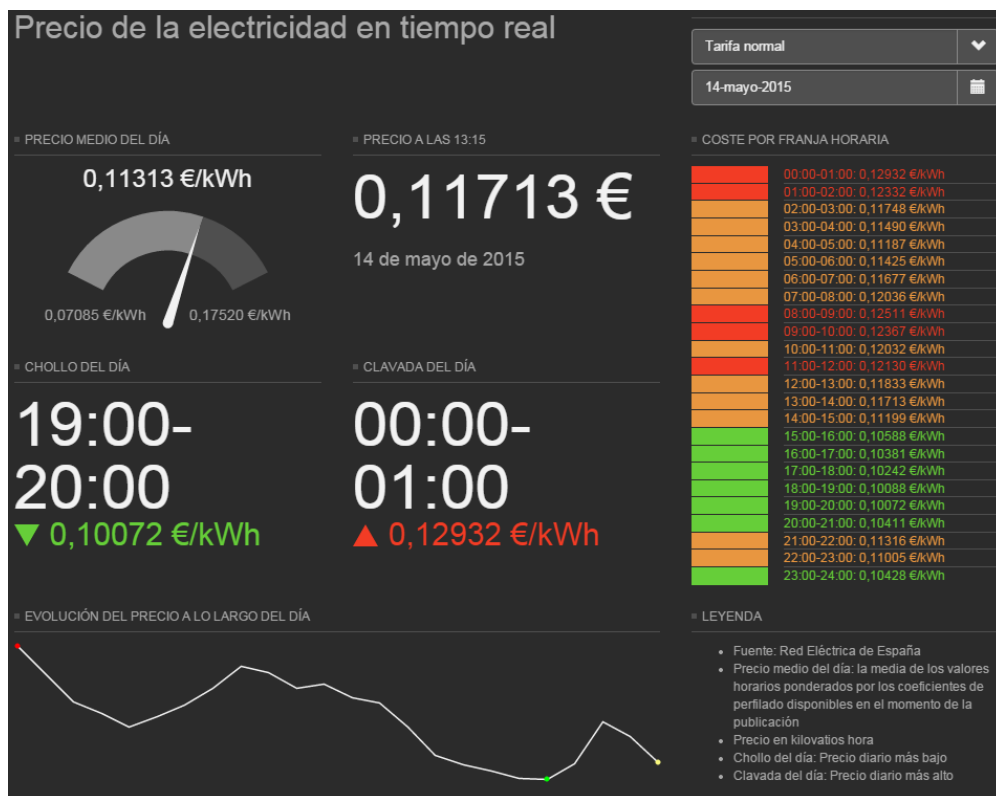 Precio de la electricidad en tiempo real
Tarifa normal
14-mayo-2015
PRECIO MEDIO DEL DÍA
0,11313 €/kWh
0,07085 €/kWh
0,17520 €/kWh
PRECIO A LAS 13:15
0,11713 €
14 de mayo de 2015
CHOLLO DEL DÍA
19:00-
20:00
0,10072 €/kWh
CLAVADA DEL DÍA
00:00-
01:00
0,12932 €/kWh
COSTE POR FRANJA HORARIA
00:00-01:00: 0,12932 €/kWh
01:00-02:00: 0,12332 €/kWh
02:00-03:00: 0,11748 €/kWh
03:00-04:00: 0,11490 €/kWh
04:00-05:00: 0,11187 €/kWh
05:00-06:00: 0,11425 €/kWh
06:00-07:00: 0,11677 €/kWh
07:00-08:00: 0,12036 €/kWh
08:00-09:00: 0,12511 €/kWh
09:00-10:00: 0,12367 €/kWh
10:00-11:00: 0,12032 €/kWh
11:00-12:00: 0,12130 €/kWh
12:00-13:00: 0,11833 €/kWh
13:00-14:00: 0,11713 €/kWh
14:00-15:00: 0,11199 €/kWh
15:00-16:00: 0,10588 €/kWh
16:00-17:00: 0,10381 €/kWh
17:00-18:00: 0,10242 €/kWh
18:00-19:00: 0,10088 €/kWh
19:00-20:00: 0,10072 €/kWh
20:00-21:00: 0,10411 €/kWh
21:00-22:00: 0,11316 €/kWh
22:00-23:00: 0,11005 €/kWh
23:00-24:00: 0,10428 €/kWh
EVOLUCIÓN DEL PRECIO A LO LARGO DEL DÍA
LEYENDA
Fuente: Red Eléctrica de España
Precio medio del día: la media de los valores
horarios ponderados por los coeficientes de
perfilado disponibles en el momento de la
publicación
Precio en kilovatios hora
Chollo del día: Precio diario más bajo
Clavada del día: Precio diario más alto